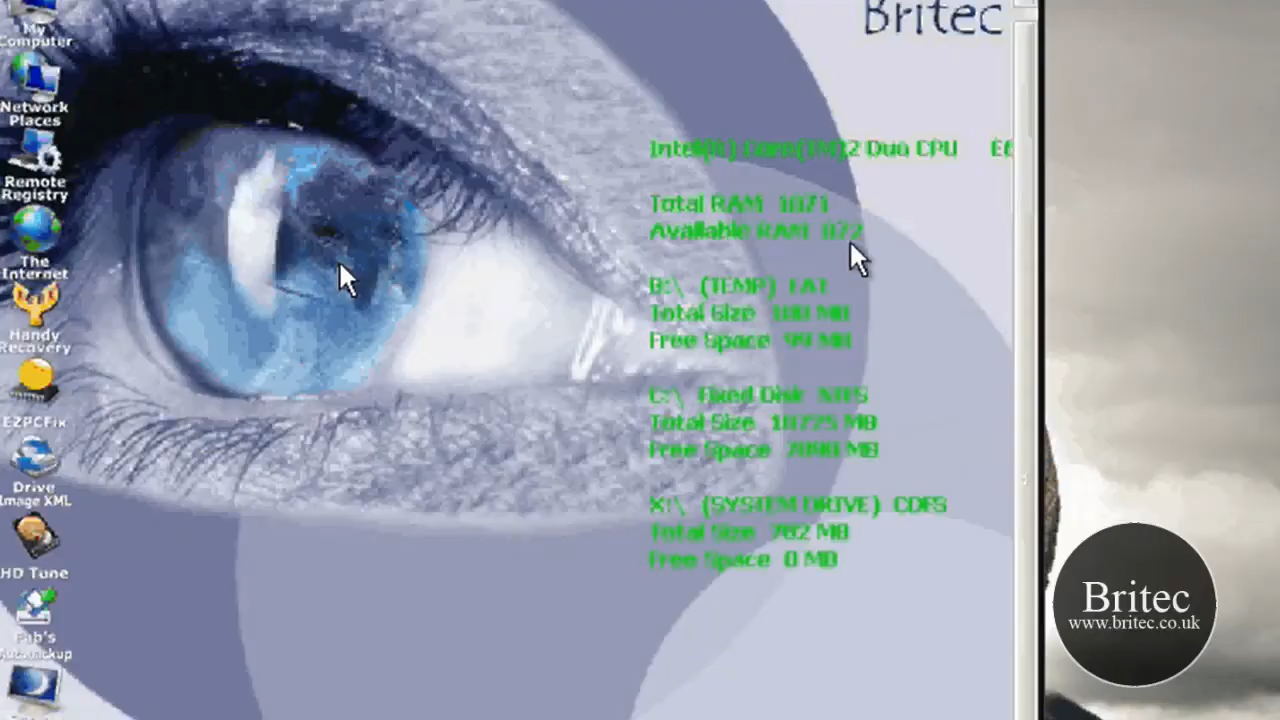 My
Computer
Network
Places
Remote
Registry
The
Internet
Handy
Recovery
EZPCFix
Drive
Image XML
HD Tune
Fab's
Autobackup
Britec
Intel(R) Core(TM)2 Duo CPU
Total RAM 1071
Available RAM 872
B:\ (TEMP) FAT
Total Size 100 MB
Free Space 99 MB
C:\ Fixed Disk NTFS
Total Size 10725 MB
Free Space MB
X:\ (SYSTEM DRIVE) CDFS
Total Size 702 MB
Free Space 0 MB
Britec
www.britec.co.uk